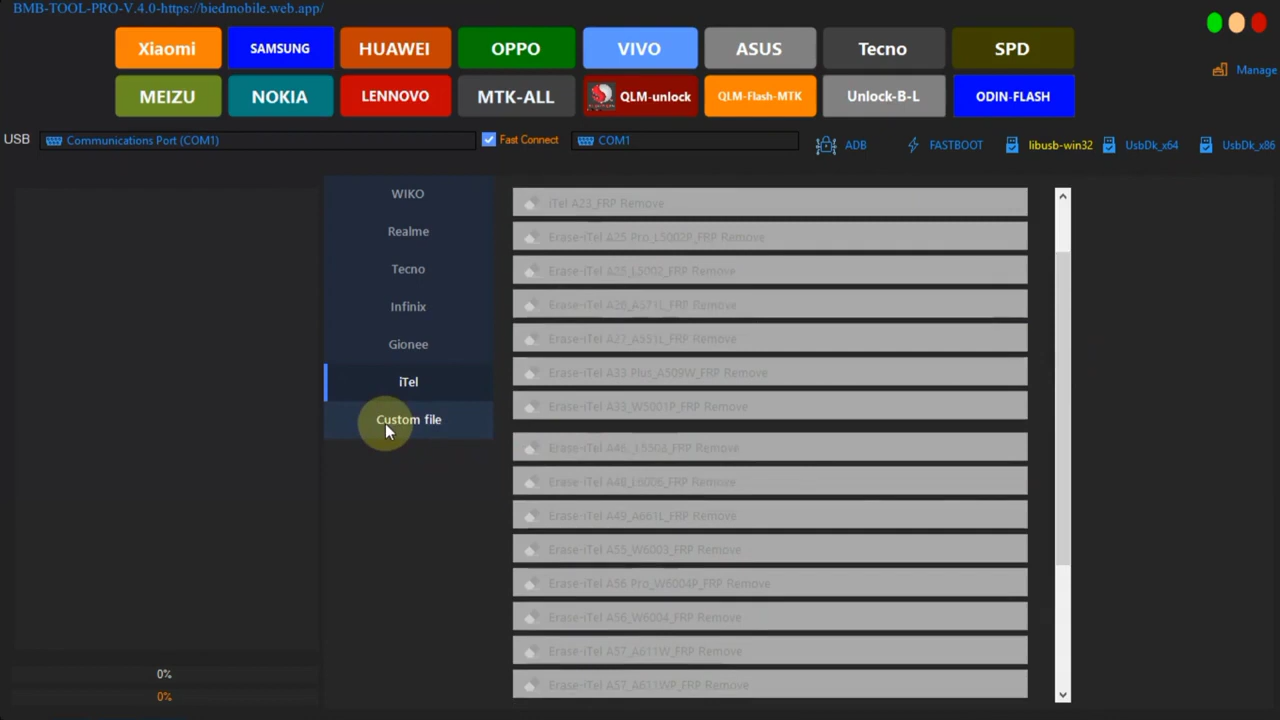 BMB-TOOL-PRO-V.4.0-https://biedmobile.web.app/
Xiaomi SAMSUNG HUAWEI OPPO VIVO ASUS Tecno SPD
Manage
MEIZU NOKIA LENNOVO MTK-ALL QLM-unlock QLM-Flash-MTK Unlock-B-L ODIN-FLASH
USB Communications Port (COM1) Fast Connect COM1 ADB FASTBOOT libusb-win32 UsbDk_x64 UsbDk_x86
WIKO
Realme
Tecno
Infinix
Gionee
iTel
Custom file
iTel A23_FRP Remove
Erase-iTel A25 Pro_L5002P_FRP Remove
Erase-iTel A25_L5002_FRP Remove
Erase-iTel A26_A571L_FRP Remove
Erase-iTel A27_A551L_FRP Remove
Erase-iTel A33 Plus_A509W_FRP Remove
Erase-iTel A33_W5001P_FRP Remove
Erase-iTel A48_L6006_FRP Remove
Erase-iTel A49_A661L_FRP Remove
Erase-iTel A55_W6003_FRP Remove
Erase-iTel A56 Pro_W6004P_FRP Remove
Erase-iTel A56_W6004_FRP Remove
Erase-iTel A57_A611W_FRP Remove
Erase-iTel A57_A611WP_FRP Remove
0%
0%